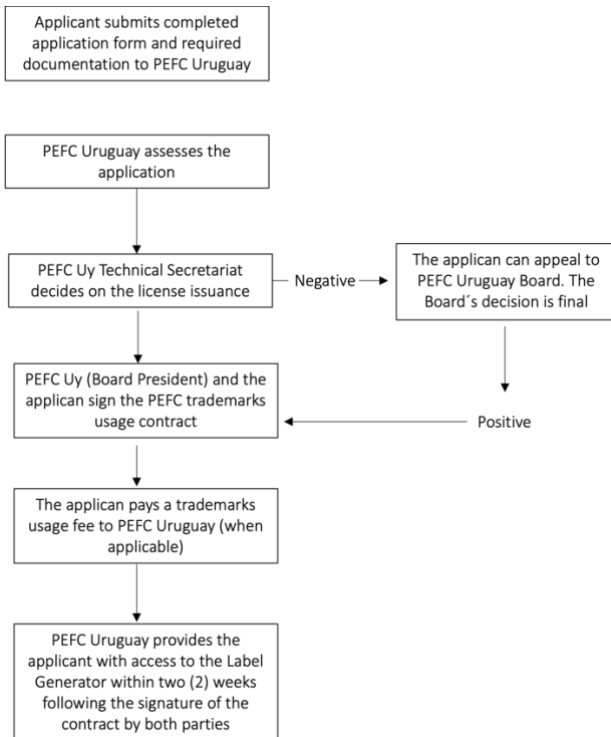 Applicant submits completed
application form and required
documentation to PEFC Uruguay
PEFC Uruguay assesses the
application
PEFC Uy Technical Secretariat
decides on the license issuance
Negative
The applican can appeal to
PEFC Uruguay Board. The
Board´s decision is final
PEFC Uy (Board President) and the
applican sign the PEFC trademarks
usage contract
Positive
The applican pays a trademarks
usage fee to PEFC Uruguay (when
applicable)
PEFC Uruguay provides the
applicant with access to the Label
Generator within two (2) weeks
following the signature of the
contract by both parties